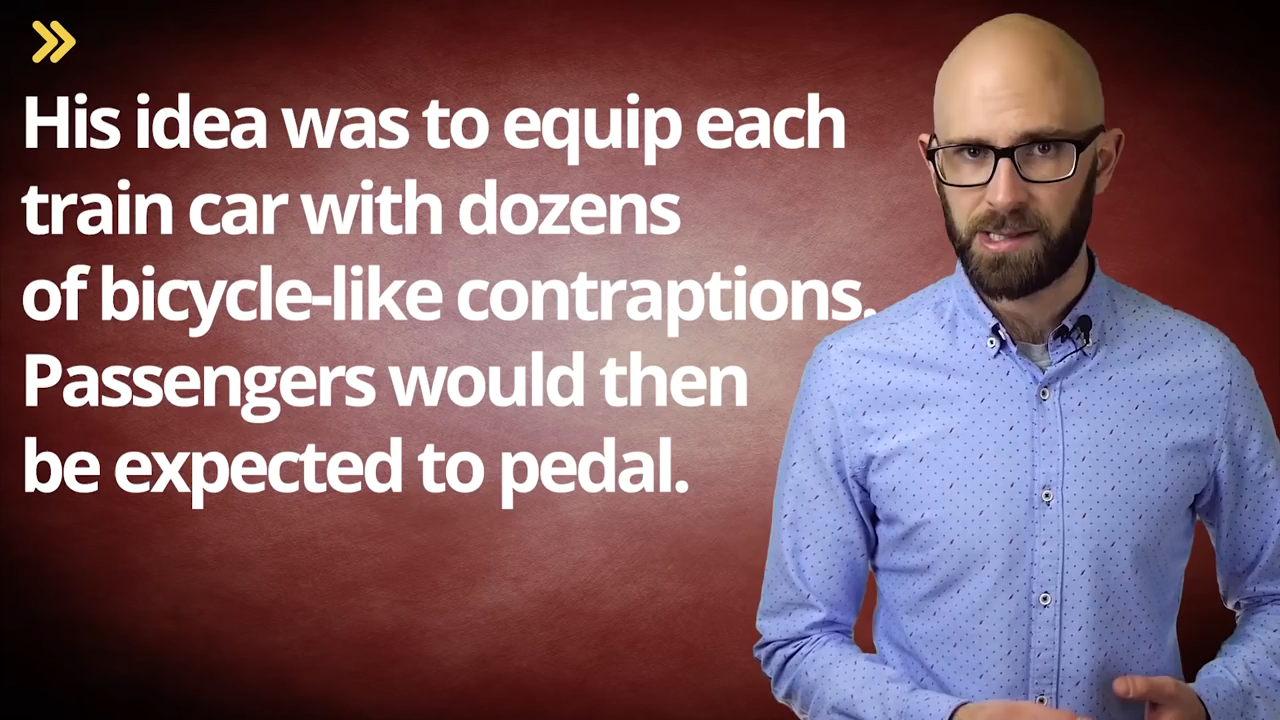 His idea was to equip each
train car with dozens
of bicycle-like contraptions.
Passengers would then
be expected to pedal.